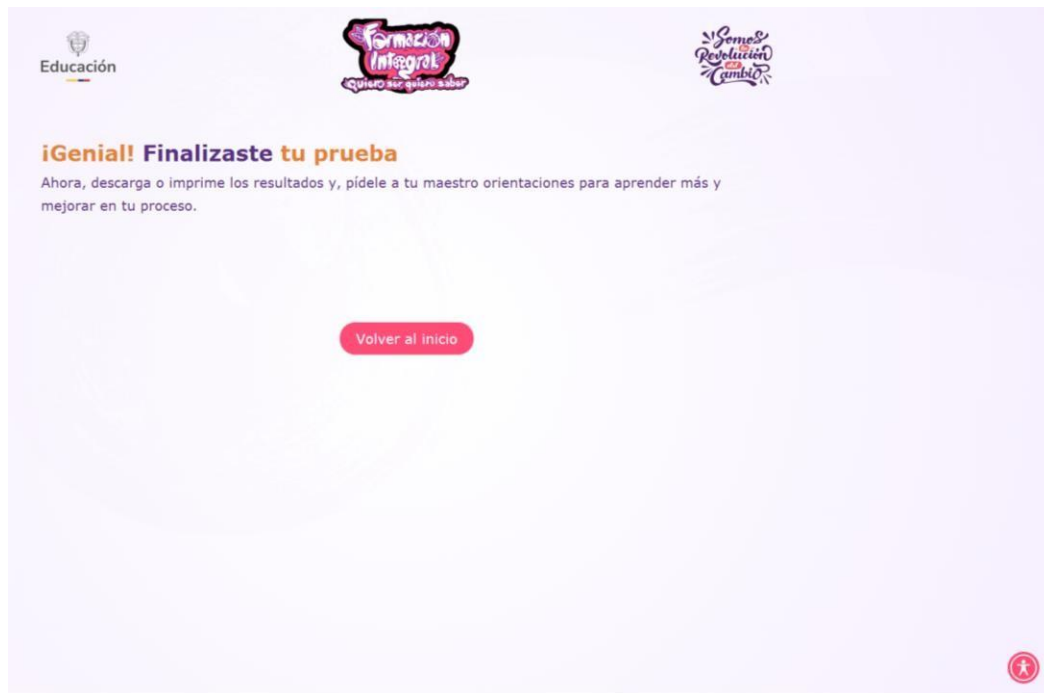 Educación
Formación
Integral
Quiero ser quiero saber
Somos la
Revolución
del
Cambio
¡Genial! Finalizaste tu prueba
Ahora, descarga o imprime los resultados y, pídele a tu maestro orientaciones para aprender más y
mejorar en tu proceso.
Volver al inicio